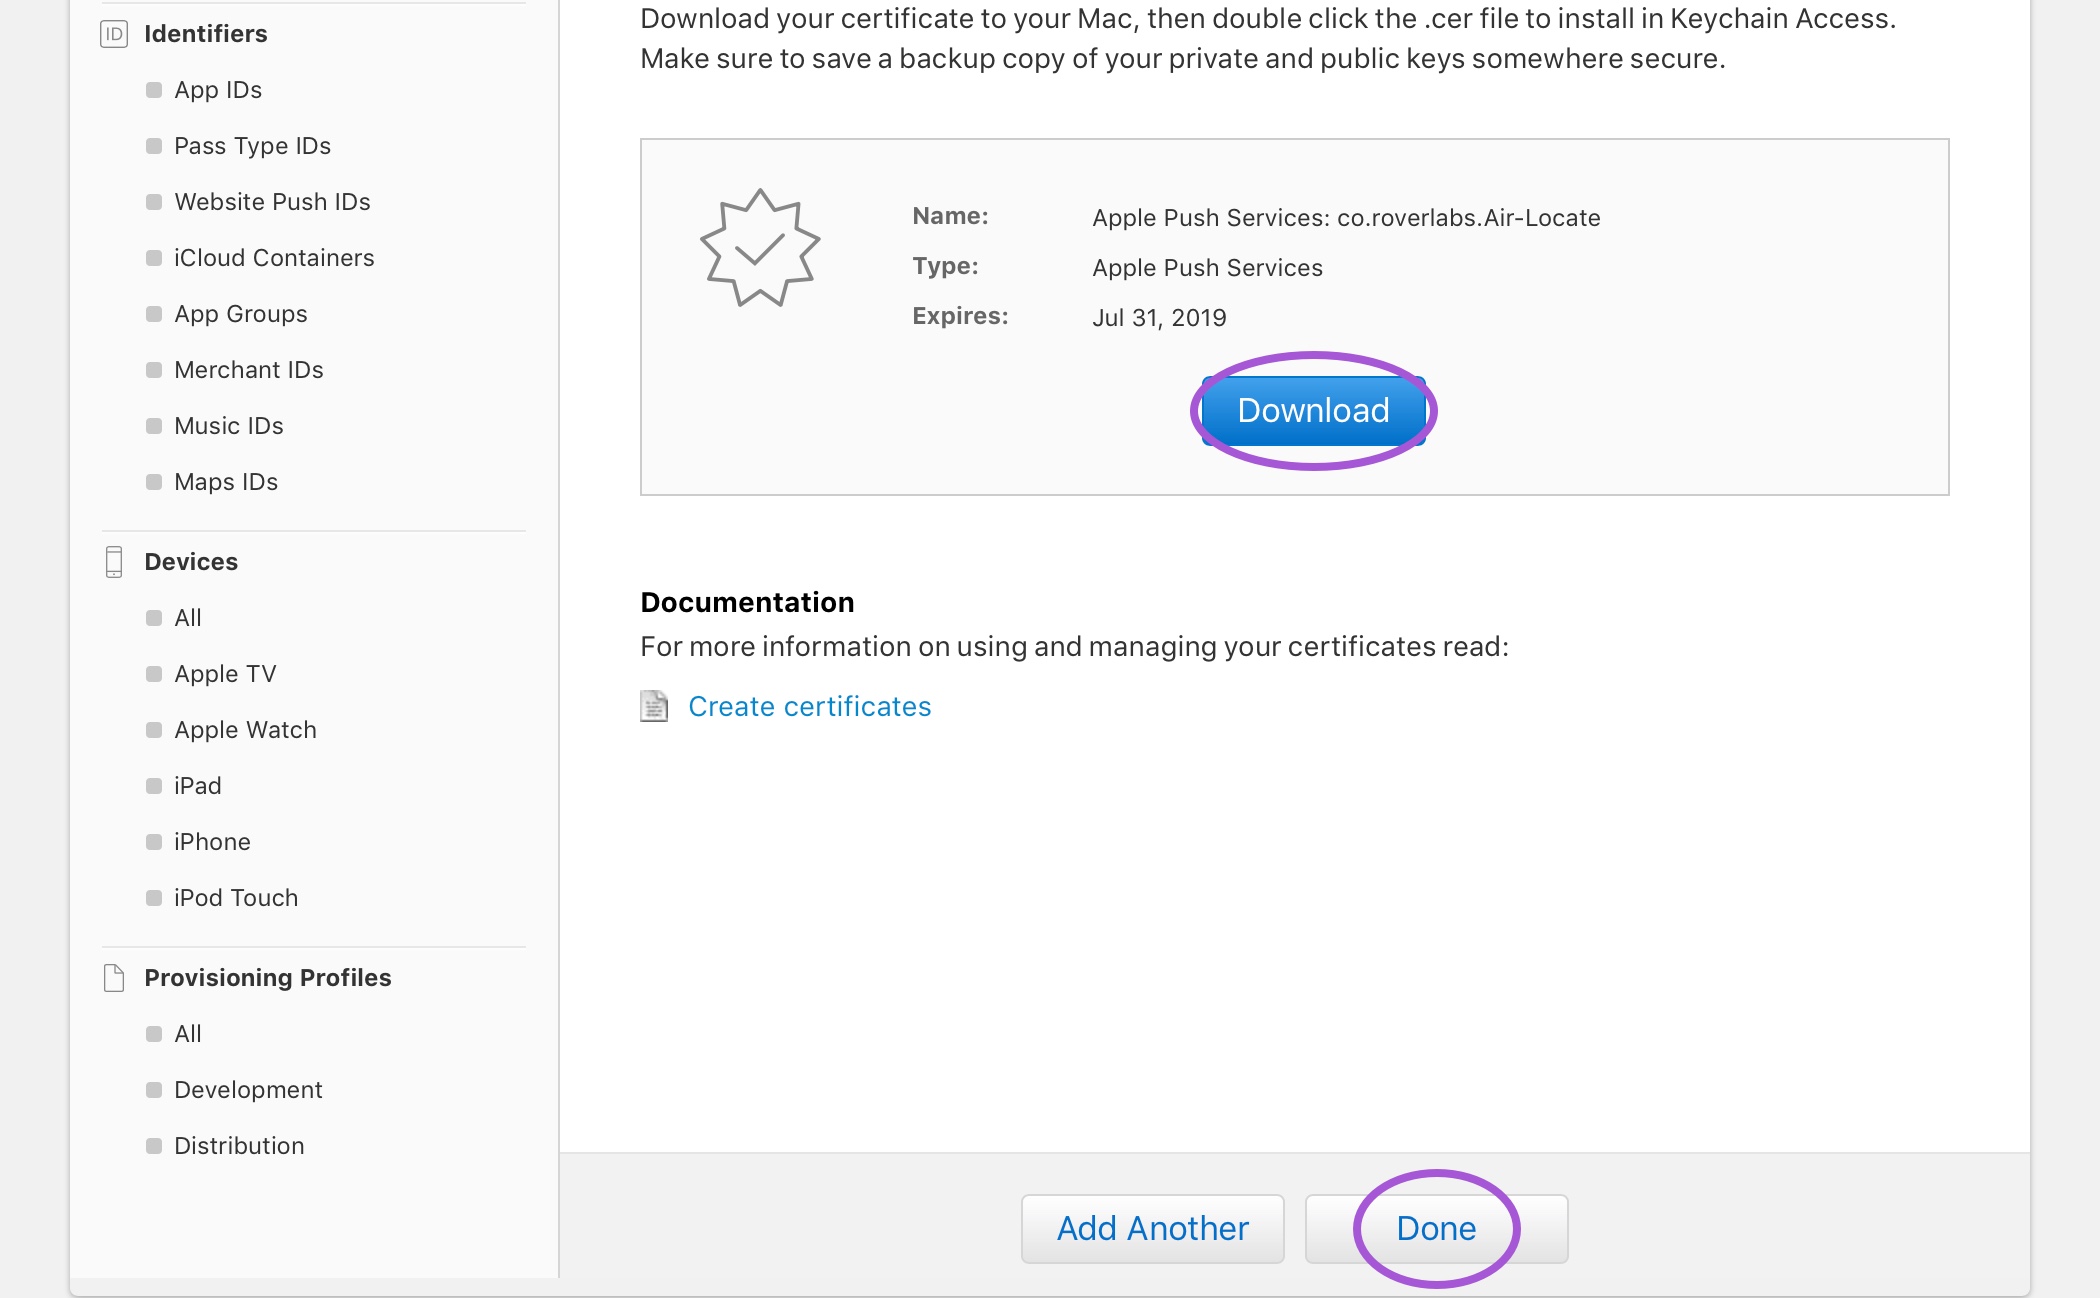 ID Identifiers
App IDs
Pass Type IDs
Website Push IDs
iCloud Containers
App Groups
Merchant IDs
Music IDs
Maps IDs
Devices
All
Apple TV
Apple Watch
iPad
iPhone
iPod Touch
Provisioning Profiles
All
Development
Distribution
Download your certificate to your Mac, then double click the .cer file to install in Keychain Access.
Make sure to save a backup copy of your private and public keys somewhere secure.
Name: Apple Push Services: co.roverlabs.Air-Locate
Type: Apple Push Services
Expires: Jul 31, 2019
Download
Documentation
For more information on using and managing your certificates read:
Create certificates
Add Another Done